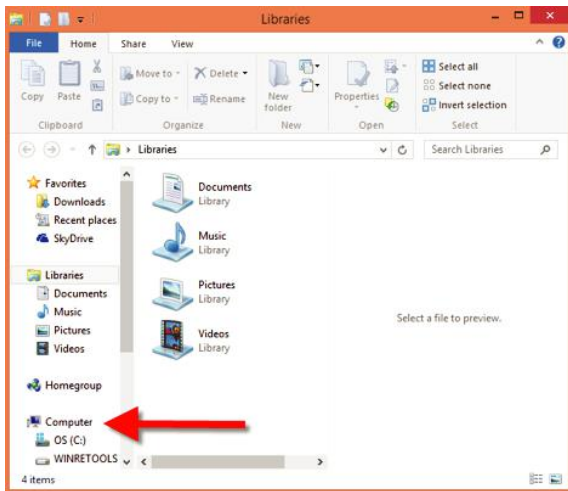 Libraries
File Home Share View
Copy Paste Move to Copy to Delete Rename New folder Properties Select all Select none Invert selection
Clipboard Organize New Open Select
Libraries Search Libraries
Favorites
Downloads
Recent places
SkyDrive
Libraries
Documents
Music
Pictures
Videos
Homegroup
Computer
OS (C:)
WINRETOOLS
Documents
Library
Music
Library
Pictures
Library
Videos
Library
Select a file to preview.
4 items